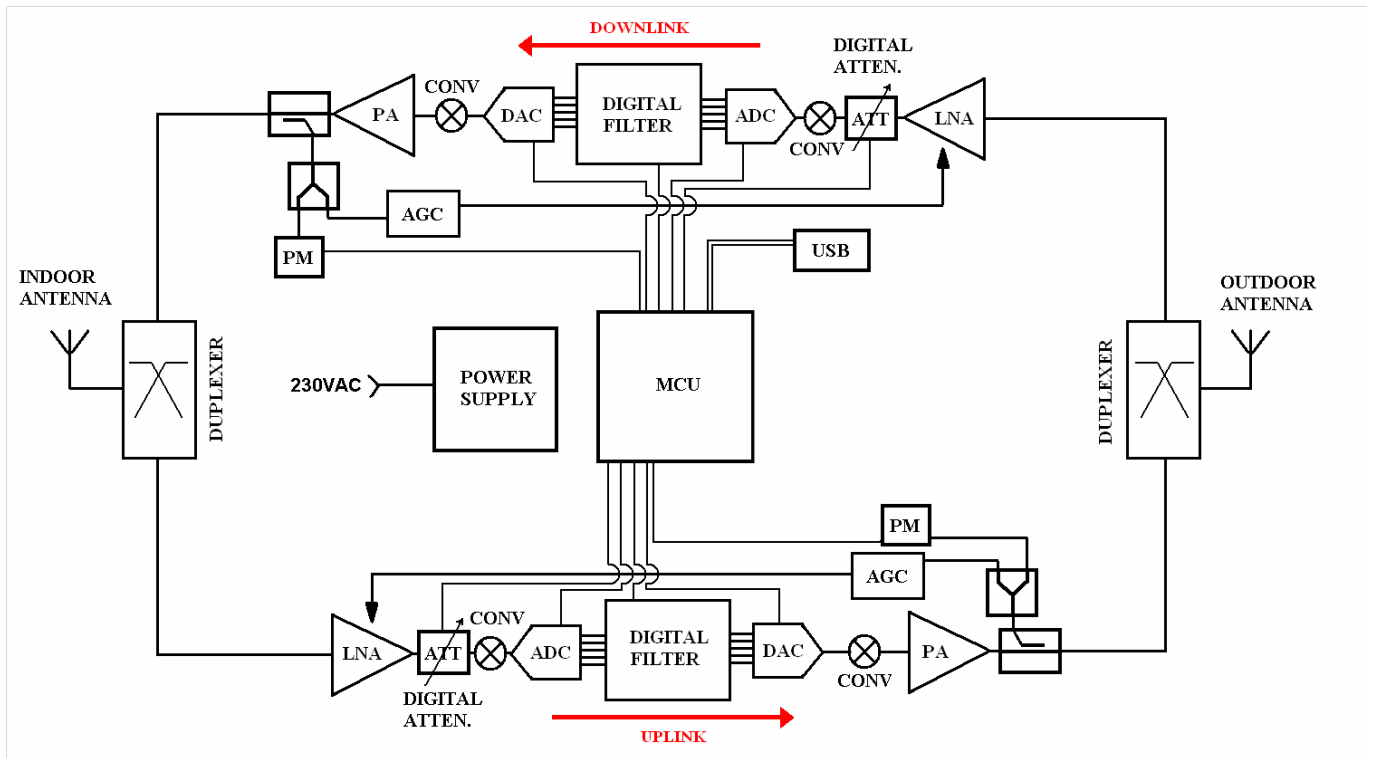 DOWNLINK
DIGITAL
ATTEN.
CONV
PA
DAC
DIGITAL
FILTER
ADC
CONV
ATT
LNA
AGC
PM
USB
INDOOR
ANTENNA
OUTDOOR
ANTENNA
DUPLEXER
230VAC
POWER
SUPPLY
MCU
DUPLEXER
PM
AGC
LNA
ATT
CONV
ADC
DIGITAL
FILTER
DAC
CONV
PA
DIGITAL
ATTEN.
UPLINK